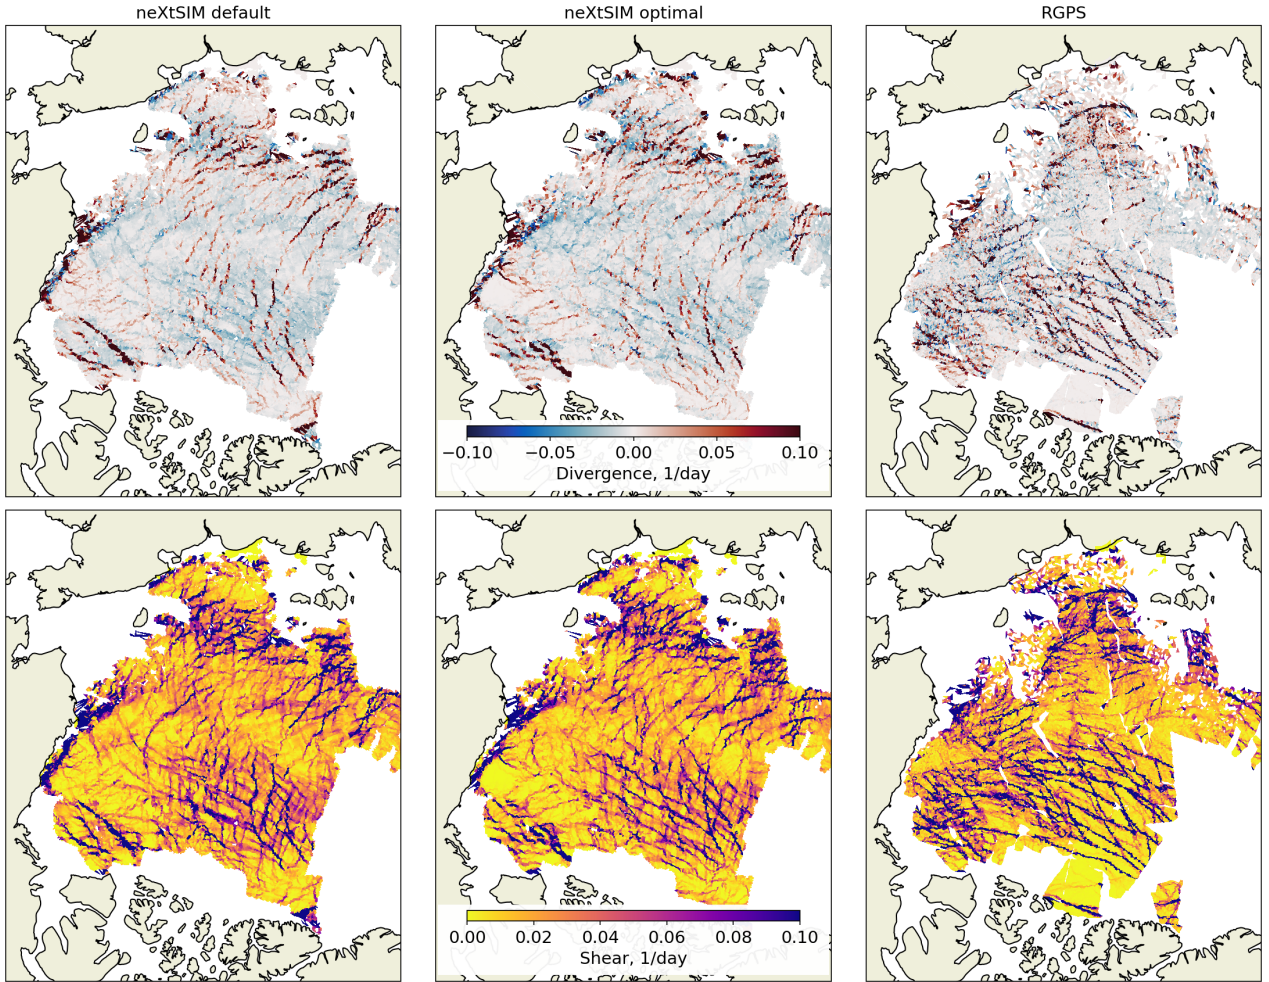 neXtSIM default
neXtSIM optimal
RGPS
−0.10 −0.05 0.00 0.05 0.10
Divergence, 1/day
0.00 0.02 0.04 0.06 0.08 0.10
Shear, 1/day